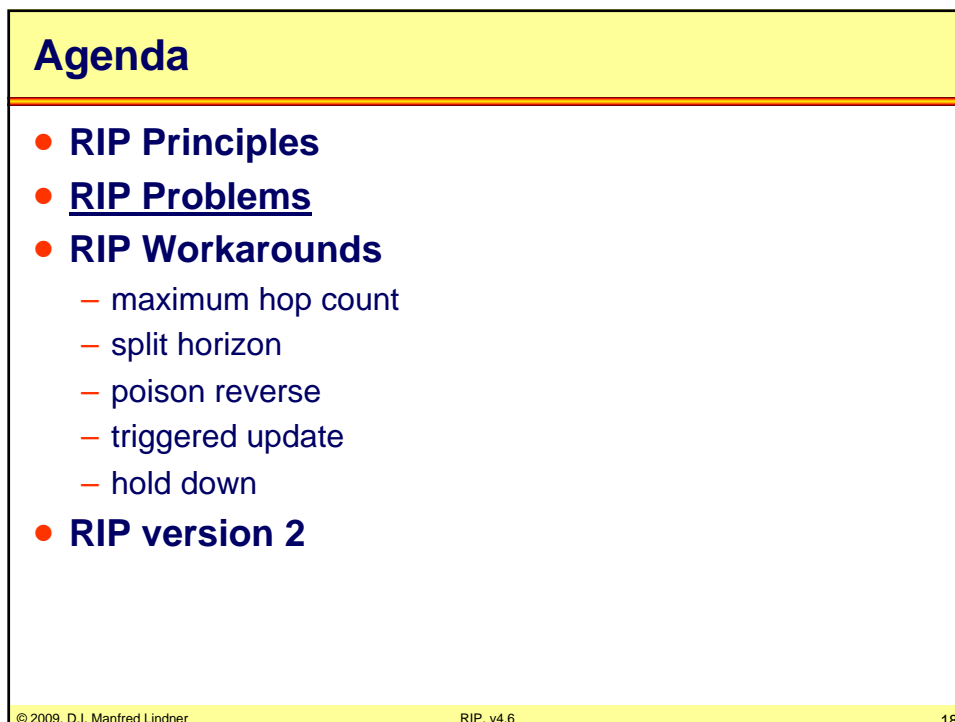 Agenda
• RIP Principles
• RIP Problems
• RIP Workarounds
– maximum hop count
– split horizon
– poison reverse
– triggered update
– hold down
• RIP version 2
© 2009, D.I. Manfred Lindner
RIP, v4.6
18